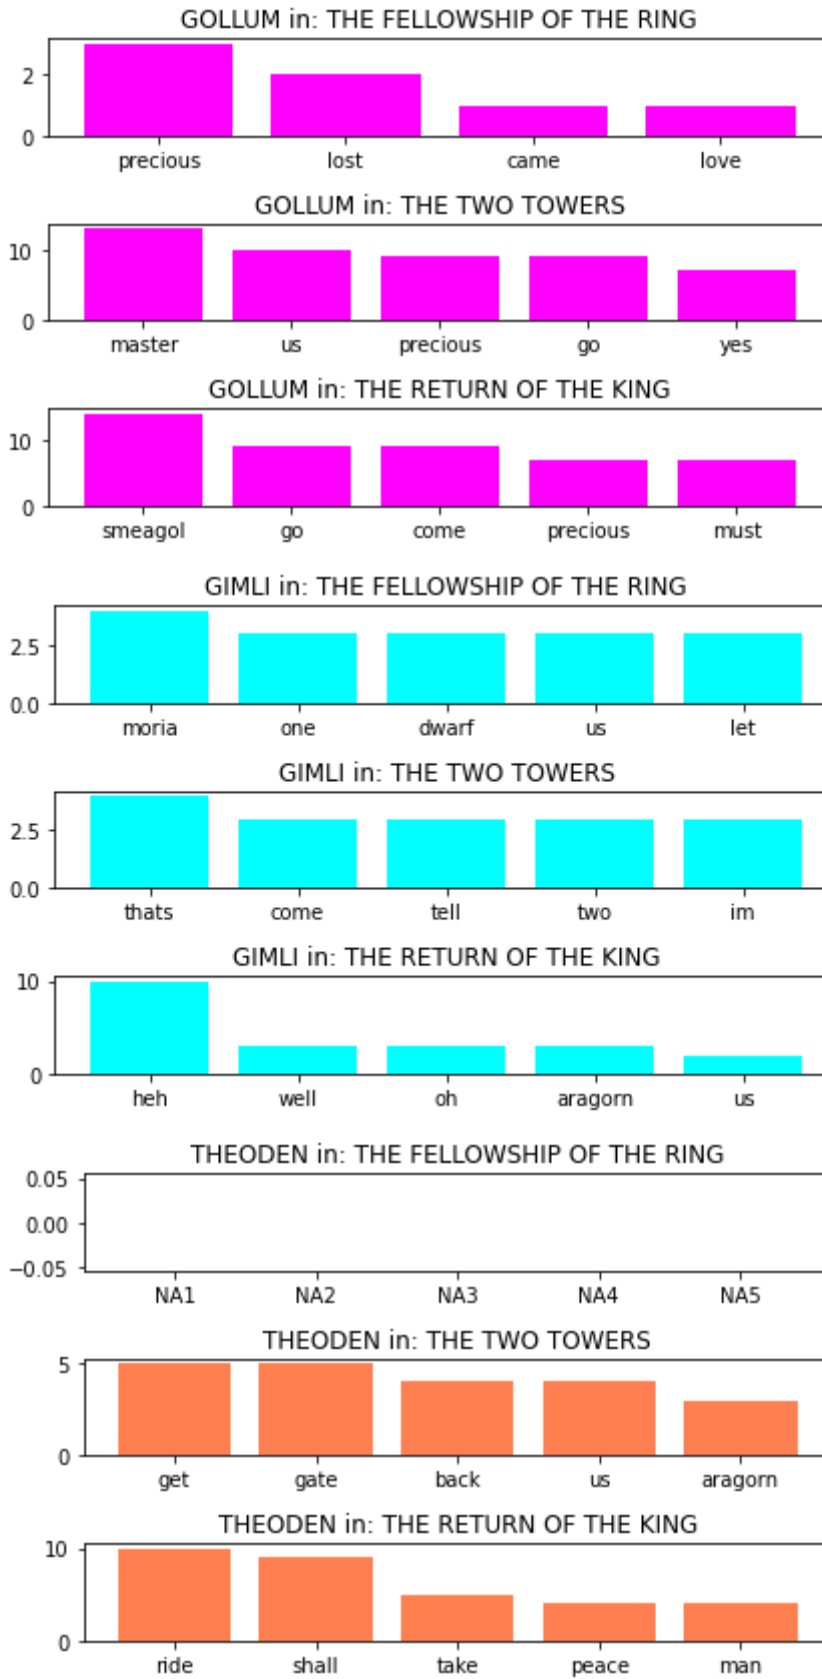 GOLLUM in: THE FELLOWSHIP OF THE RING
2
0
precious lost came love
GOLLUM in: THE TWO TOWERS
10
0
master us precious go yes
GOLLUM in: THE RETURN OF THE KING
10
0
smeagol go come precious must
GIMLI in: THE FELLOWSHIP OF THE RING
2.5
0.0
moria one dwarf us let
GIMLI in: THE TWO TOWERS
2.5
0.0
thats come tell two im
GIMLI in: THE RETURN OF THE KING
10
0
heh well oh aragorn us
THEODEN in: THE FELLOWSHIP OF THE RING
0.05
0.00
−0.05
NA1 NA2 NA3 NA4 NA5
THEODEN in: THE TWO TOWERS
5
0
get gate back us aragorn
THEODEN in: THE RETURN OF THE KING
10
0
ride shall take peace man